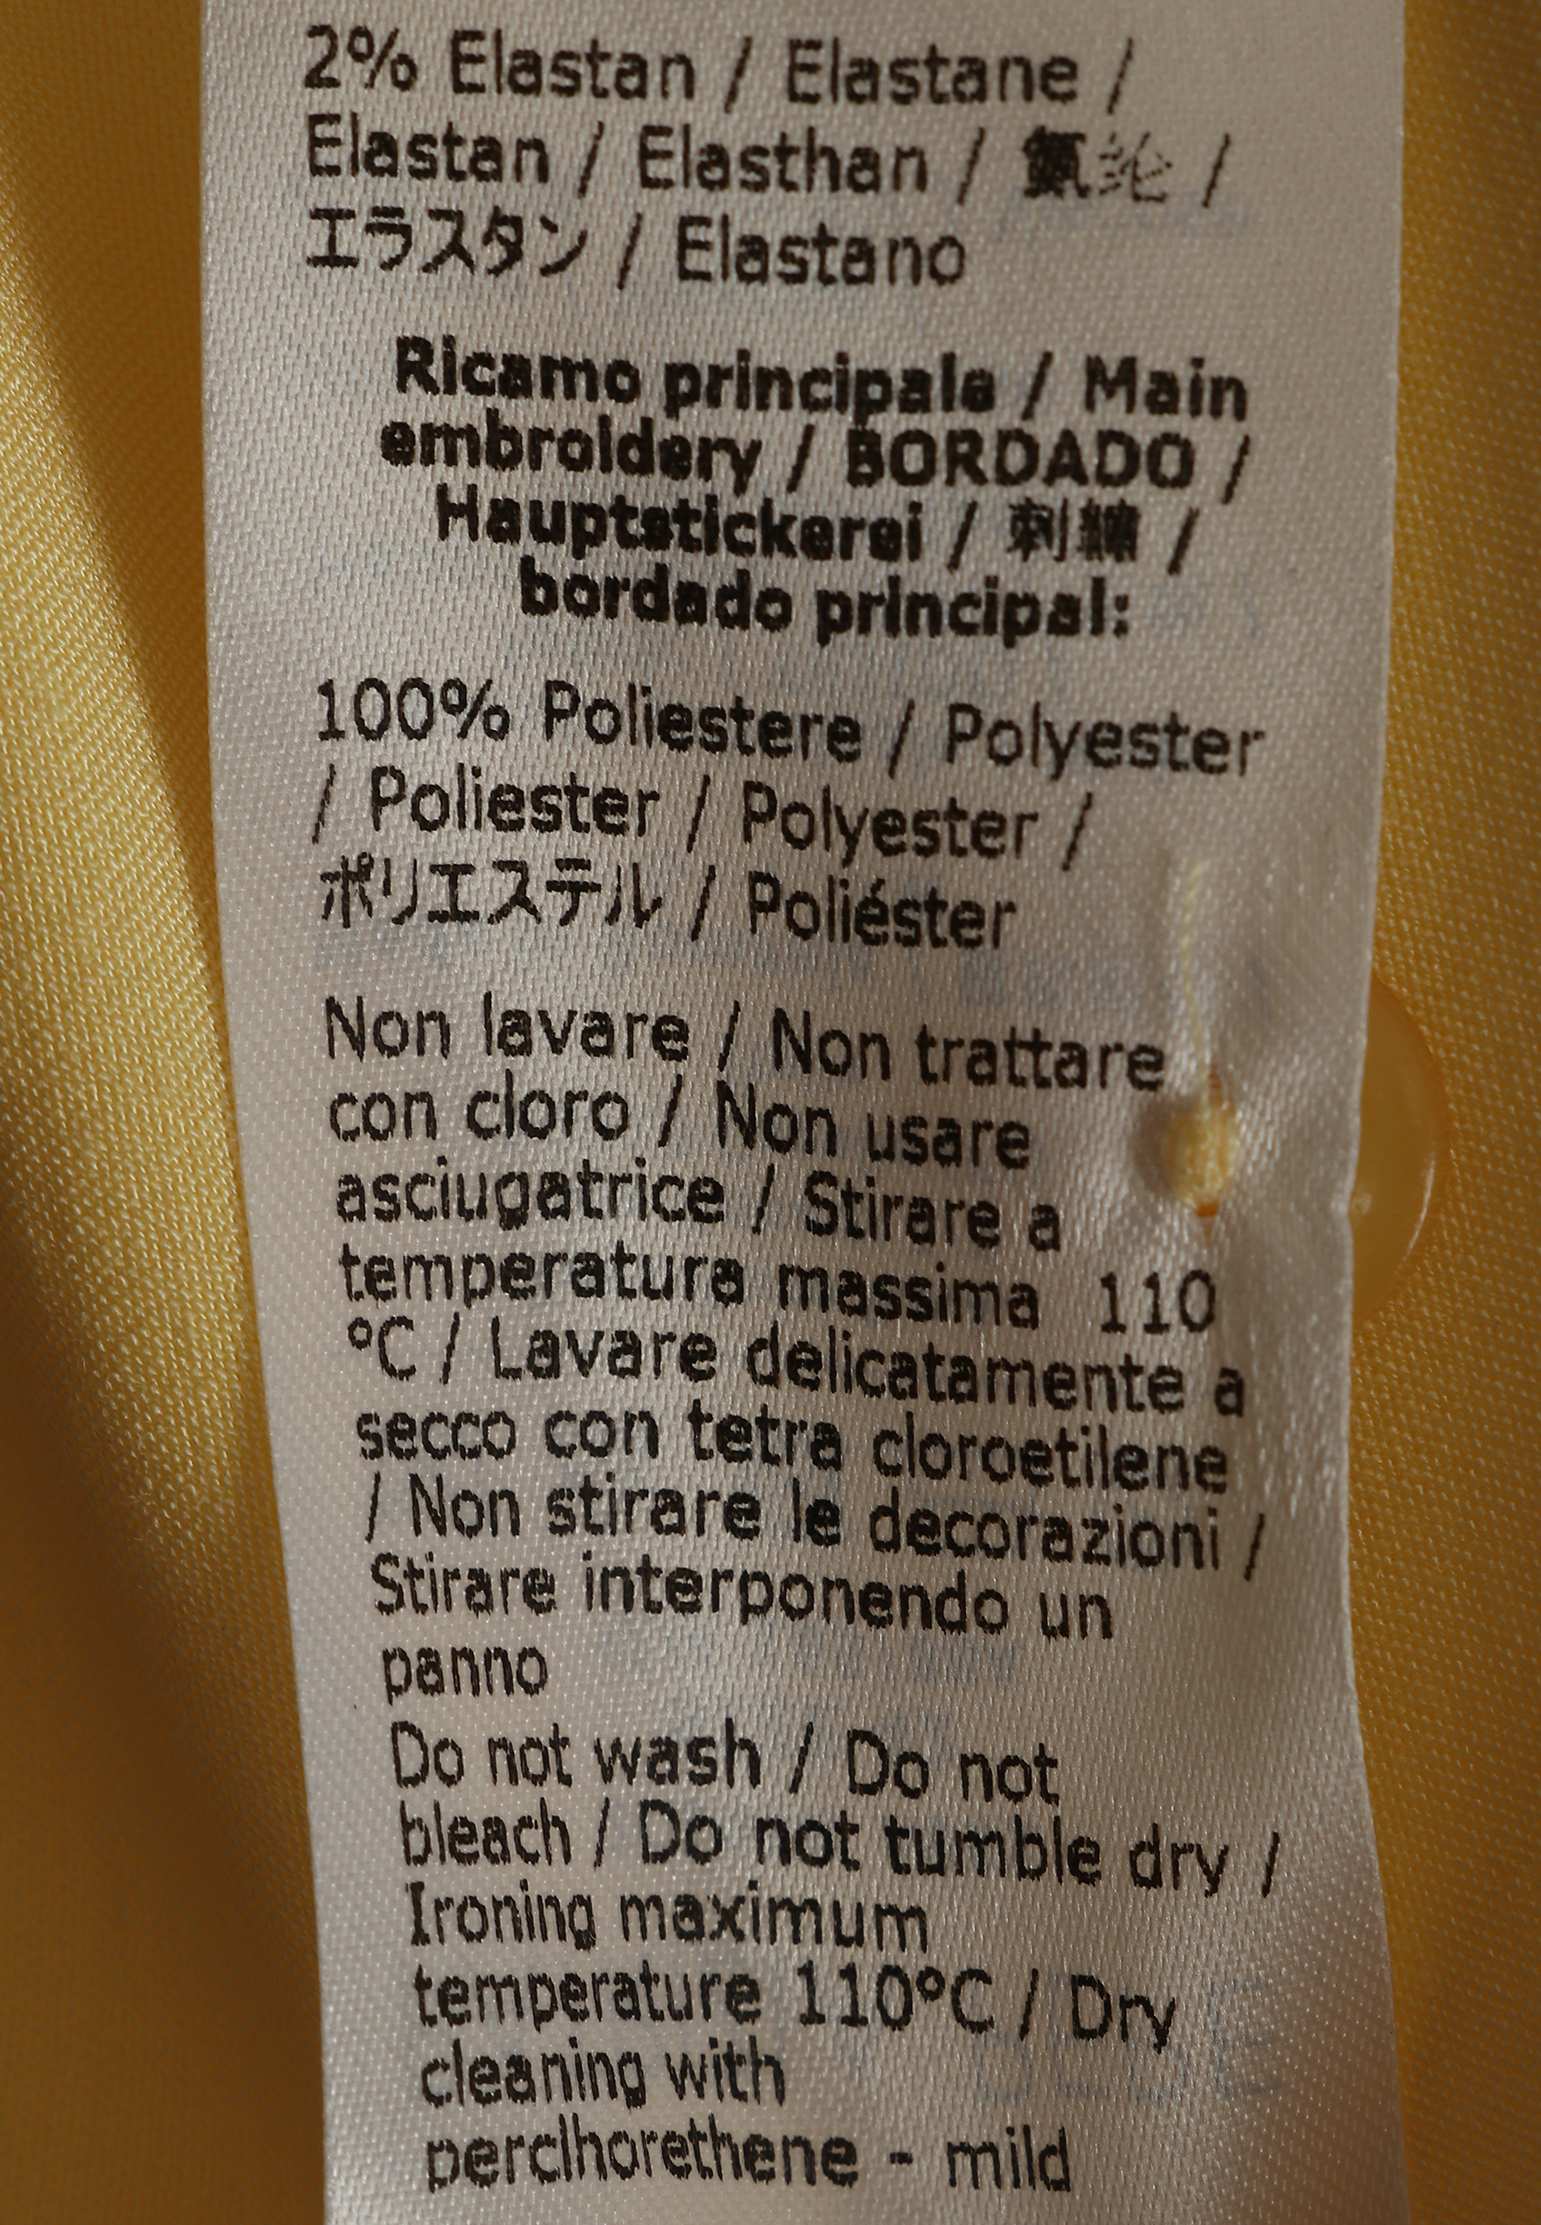 2% Elastan / Elastane /
Elastan / Elasthan / 氨纶 /
エラスタン / Elastano
Ricamo principale / Main
embroidery / BORDADO /
Hauptstickerei / 刺繍 /
bordado principal:
100% Poliestere / Polyester
/ Poliester / Polyester /
ポリエステル / Poliéster
Non lavare / Non trattare
con cloro / Non usare
asciugatrice / Stirare a
temperatura massima 110
°C / Lavare delicatamente a
secco con tetra cloroetilene
/ Non stirare le decorazioni /
Stirare interponendo un
panno
Do not wash / Do not
bleach / Do not tumble dry /
Ironing maximum
temperature 110°C / Dry
cleaning with
perclhorethene - mild